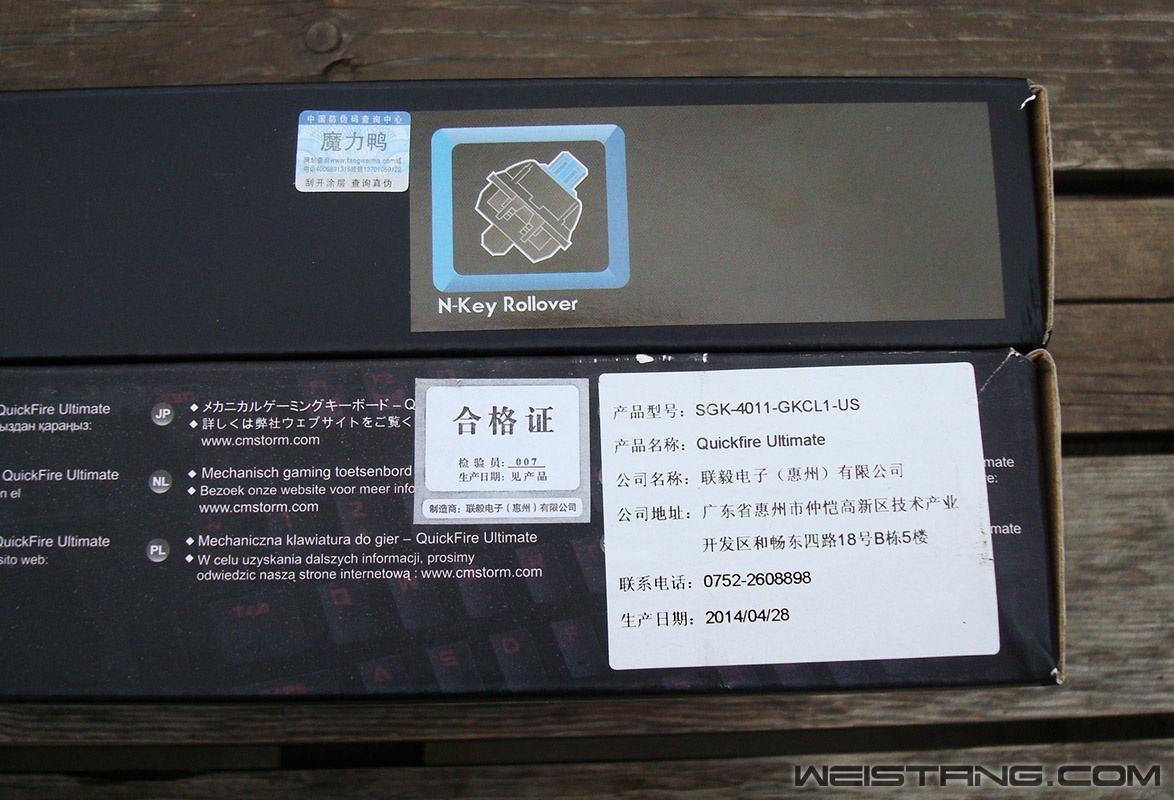 中国防伪码查询中心
魔力鸭
刮开涂层 查询真伪
N-Key Rollover
QuickFire Ultimate
ыздан қараңыз:
JP
◆ メカニカルゲーミングキーボード – Q
◆ 詳しくは弊社ウェブサイトをご覧く
www.cmstorm.com
QuickFire Ultimate
n el
NL
◆ Mechanisch gaming toetsenbord
◆ Bezoek onze website voor meer info
www.cmstorm.com
QuickFire Ultimate
sito web:
PL
◆ Mechaniczna klawiatura do gier – QuickFire Ultimate
◆ W celu uzyskania dalszych informacji, prosimy
odwiedzic naszą strone internetową : www.cmstorm.com
合格证
检验员: 007
生产日期: 见产品
制造商: 联毅电子(惠州)有限公司
产品型号: SGK-4011-GKCL1-US
产品名称: Quickfire Ultimate
公司名称: 联毅电子(惠州)有限公司
公司地址: 广东省惠州市仲恺高新区技术产业
开发区和畅东四路18号B栋5楼
联系电话: 0752-2608898
生产日期: 2014/04/28
mate
re:
mate
Q
A
S
D
F
WEISTANG.COM